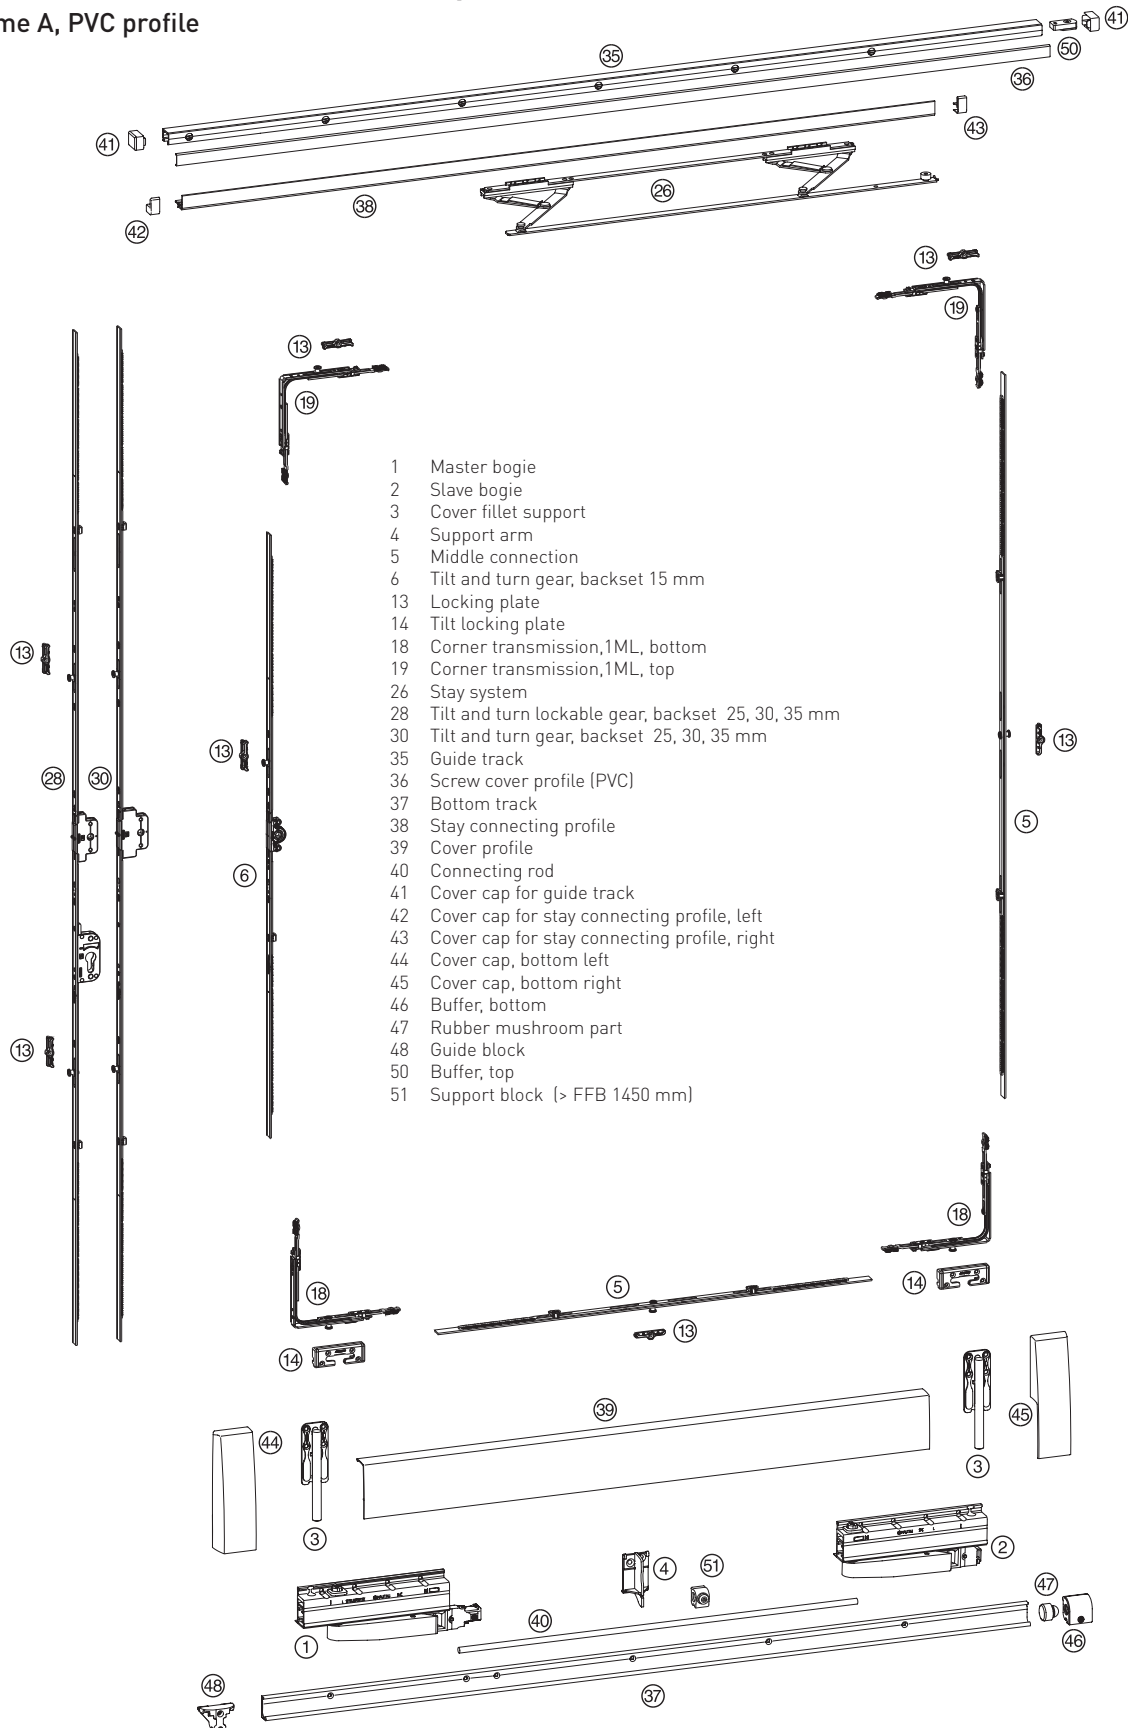 me A, PVC profile
41
50
35
36
41
43
38
26
42
13
19
13
19
1 Master bogie
2 Slave bogie
3 Cover fillet support
4 Support arm
5 Middle connection
6 Tilt and turn gear, backset 15 mm
13 Locking plate
14 Tilt locking plate
18 Corner transmission,1ML, bottom
19 Corner transmission,1ML, top
26 Stay system
28 Tilt and turn lockable gear, backset 25, 30, 35 mm
30 Tilt and turn gear, backset 25, 30, 35 mm
35 Guide track
36 Screw cover profile (PVC)
37 Bottom track
38 Stay connecting profile
39 Cover profile
40 Connecting rod
41 Cover cap for guide track
42 Cover cap for stay connecting profile, left
43 Cover cap for stay connecting profile, right
44 Cover cap, bottom left
45 Cover cap, bottom right
46 Buffer, bottom
47 Rubber mushroom part
48 Guide block
50 Buffer, top
51 Support block (> FFB 1450 mm)
13
13
13
28
30
5
6
13
18
18
14
5
13
14
39
45
44
3
3
2
4
51
47
1
40
46
48
37